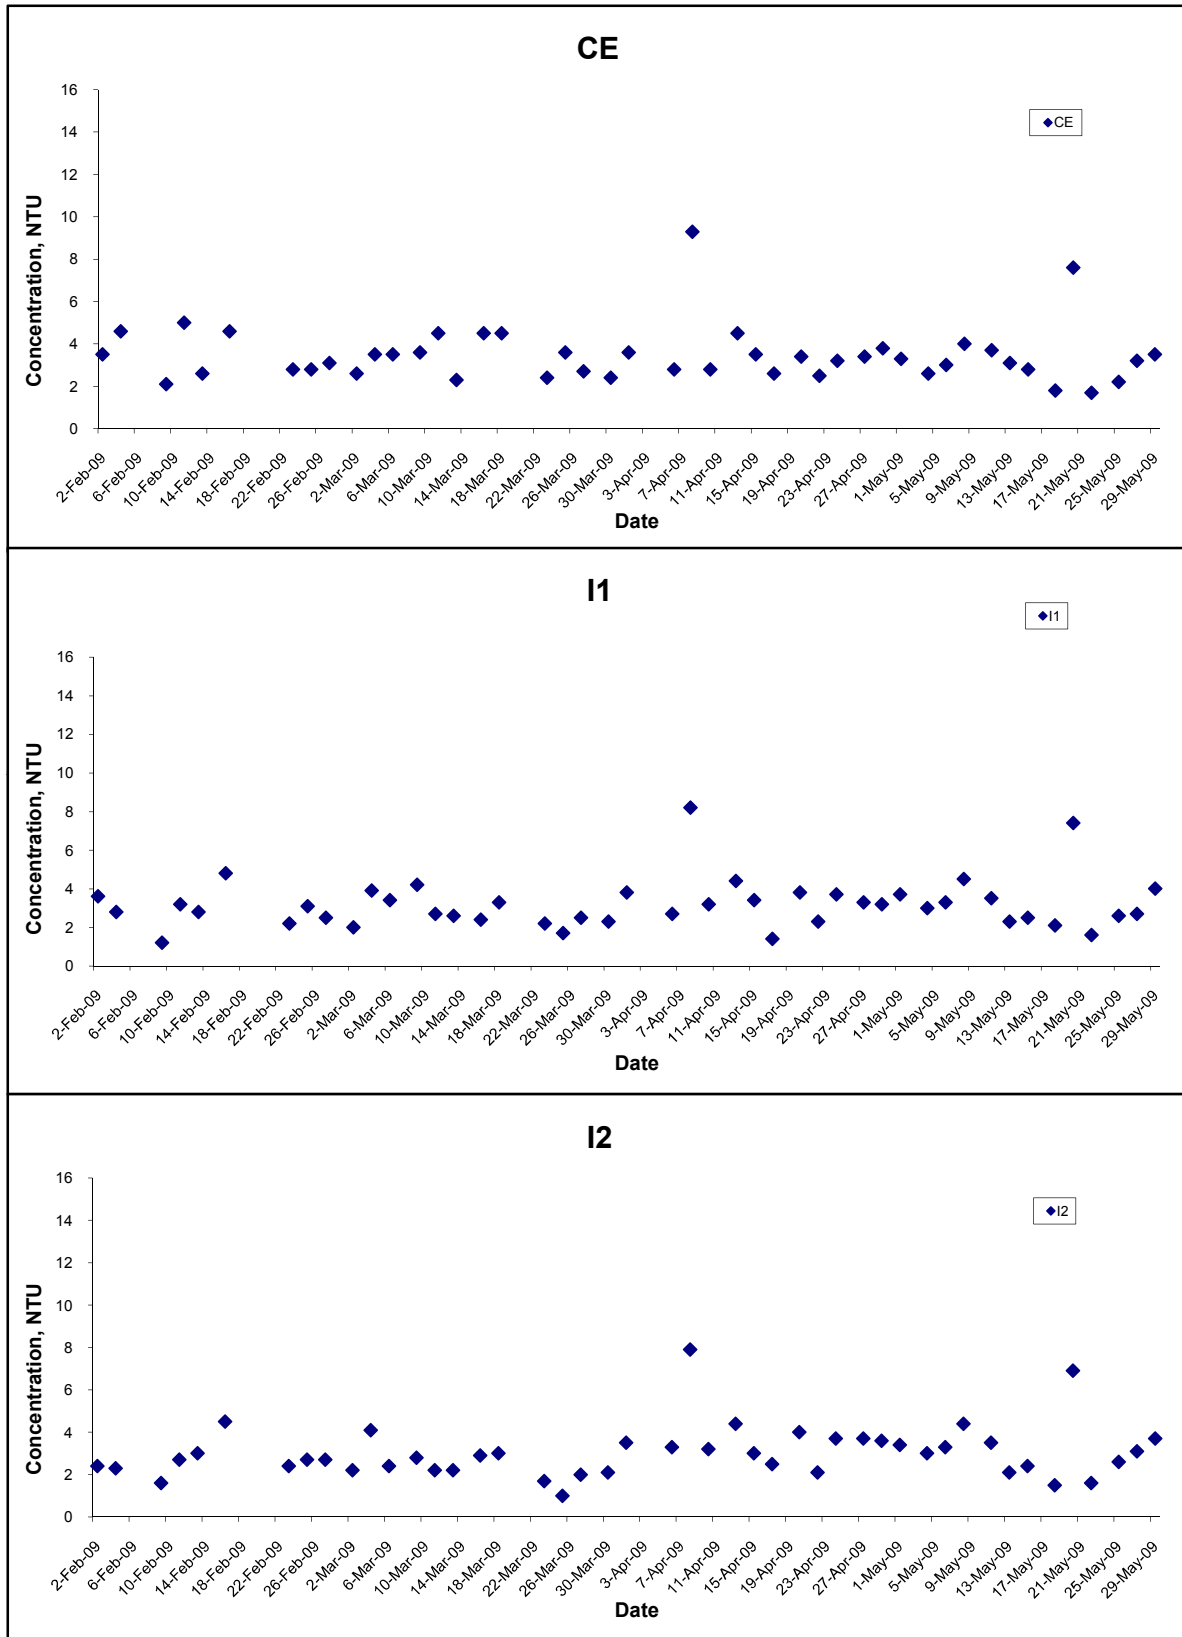 CE
16
14
12
10
8
6
4
2
0
Concentration, NTU
CE
2-Feb-09
6-Feb-09
10-Feb-09
14-Feb-09
18-Feb-09
22-Feb-09
26-Feb-09
2-Mar-09
6-Mar-09
10-Mar-09
14-Mar-09
18-Mar-09
22-Mar-09
26-Mar-09
30-Mar-09
3-Apr-09
7-Apr-09
11-Apr-09
15-Apr-09
19-Apr-09
23-Apr-09
27-Apr-09
1-May-09
5-May-09
9-May-09
13-May-09
17-May-09
21-May-09
25-May-09
29-May-09
Date
I1
I1
16
14
12
10
8
6
4
2
0
Concentration, NTU
2-Feb-09
6-Feb-09
10-Feb-09
14-Feb-09
18-Feb-09
22-Feb-09
26-Feb-09
2-Mar-09
6-Mar-09
10-Mar-09
14-Mar-09
18-Mar-09
22-Mar-09
26-Mar-09
30-Mar-09
3-Apr-09
7-Apr-09
11-Apr-09
15-Apr-09
19-Apr-09
23-Apr-09
27-Apr-09
1-May-09
5-May-09
9-May-09
13-May-09
17-May-09
21-May-09
25-May-09
29-May-09
Date
I2
16
14
12
10
8
6
4
2
0
Concentration, NTU
I2
2-Feb-09
6-Feb-09
10-Feb-09
14-Feb-09
18-Feb-09
22-Feb-09
26-Feb-09
2-Mar-09
6-Mar-09
10-Mar-09
14-Mar-09
18-Mar-09
22-Mar-09
26-Mar-09
30-Mar-09
3-Apr-09
7-Apr-09
11-Apr-09
15-Apr-09
19-Apr-09
23-Apr-09
27-Apr-09
1-May-09
5-May-09
9-May-09
13-May-09
17-May-09
21-May-09
25-May-09
29-May-09
Date